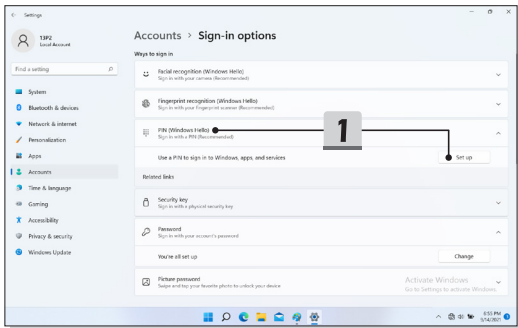 Settings
13P2
Local Account
Find a setting
System
Bluetooth & devices
Network & internet
Personalization
Apps
Accounts
Time & language
Gaming
Accessibility
Privacy & security
Windows Update
Accounts > Sign-in options
Ways to sign in
Facial recognition (Windows Hello)
Sign in with your camera (Recommended)
Fingerprint recognition (Windows Hello)
Sign in with your fingerprint scanner (Recommended)
PIN (Windows Hello)
Sign in with a PIN (Recommended)
1
Use a PIN to sign in to Windows, apps, and services
Set up
Related links
Security key
Sign in with a physical security key
Password
Sign in with your account's password
You're all set up
Change
Picture password
Swipe and tap your favorite photo to unlock your device
Activate Windows
Go to Settings to activate Windows.
6:55 PM
9/14/2021